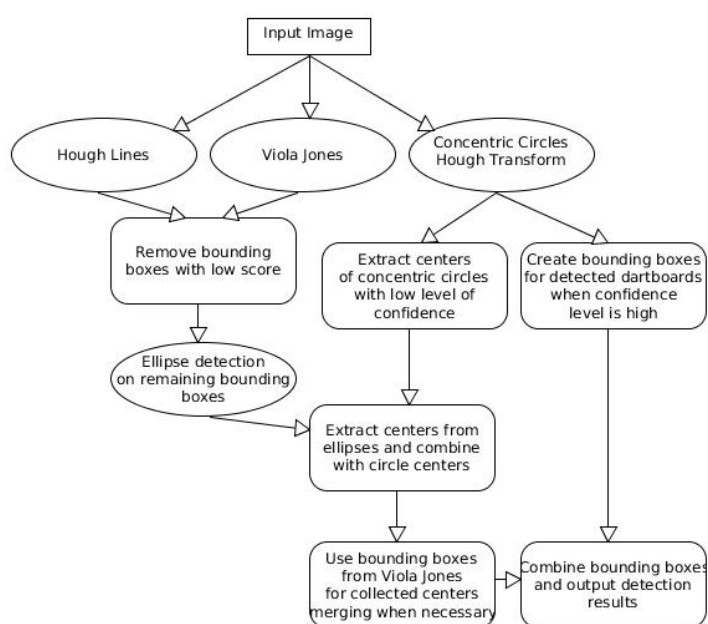 Input Image
Hough Lines
Viola Jones
Concentric Circles
Hough Transform
Remove bounding
boxes with low score
Extract centers
of concentric circles
with low level of
confidence
Create bounding boxes
for detected dartboards
when confidence
level is high
Ellipse detection
on remaining bounding
boxes
Extract centers from
ellipses and combine
with circle centers
Use bounding boxes
from Viola Jones
for collected centers
merging when necessary
Combine bounding boxes
and output detection
results